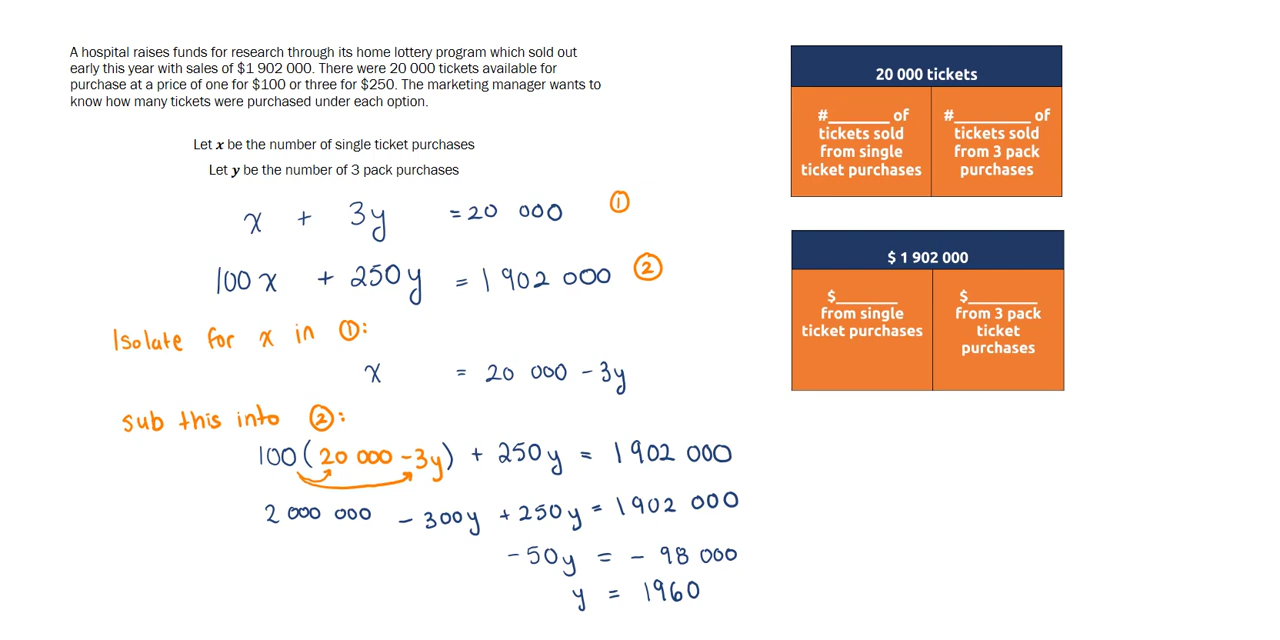 A hospital raises funds for research through its home lottery program which sold out
early this year with sales of $1 902 000. There were 20 000 tickets available for
purchase at a price of one for $100 or three for $250. The marketing manager wants to
know how many tickets were purchased under each option.
Let x be the number of single ticket purchases
Let y be the number of 3 pack purchases
x + 3y = 20 000 ①
100x + 250y = 1 902 000 ②
Isolate for x in ①:
x = 20 000 - 3y
sub this into ②:
100(20 000 - 3y) + 250y = 1 902 000
2 000 000 - 300y + 250y = 1 902 000
-50y = - 98 000
y = 1960
20 000 tickets
#_______ of
tickets sold
from single
ticket purchases
#________ of
tickets sold
from 3 pack
purchases
$ 1 902 000
$_______
from single
ticket purchases
$________
from 3 pack
ticket
purchases